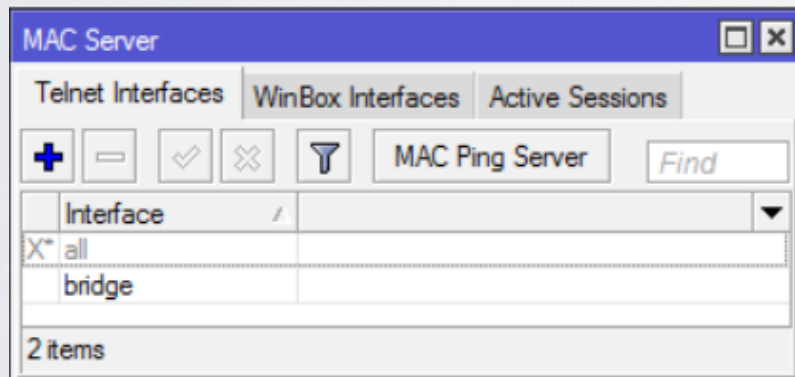 MAC Server
Telnet Interfaces WinBox Interfaces Active Sessions
MAC Ping Server Find
Interface
X* all
bridge
2 items